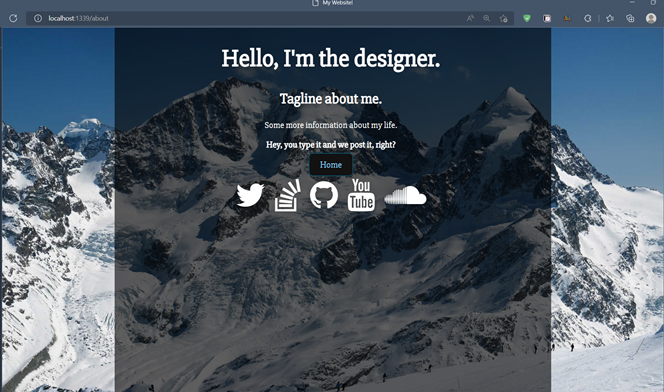 My Website!
localhost:1339/about
Hello, I'm the designer.
Tagline about me.
Some more information about my life.
Hey, you type it and we post it, right?
Home
You
Tube